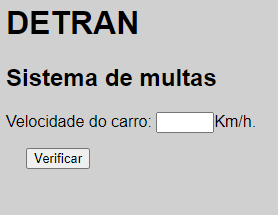 DETRAN
Sistema de multas
Velocidade do carro: Km/h.
Verificar